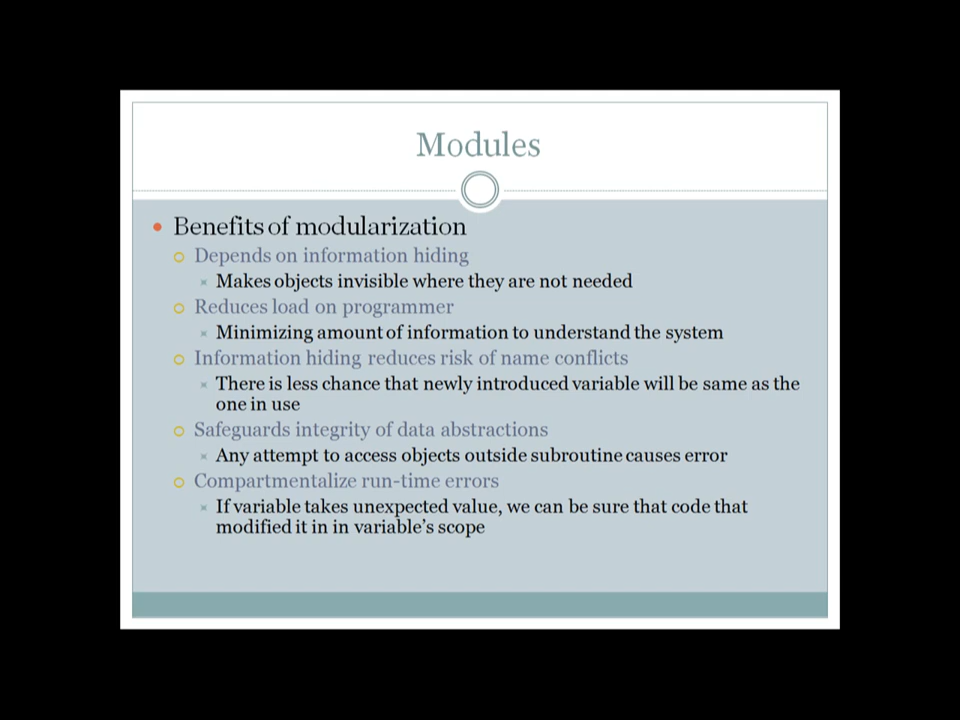 Modules
Benefits of modularization
Depends on information hiding
Makes objects invisible where they are not needed
Reduces load on programmer
Minimizing amount of information to understand the system
Information hiding reduces risk of name conflicts
There is less chance that newly introduced variable will be same as the
one in use
Safeguards integrity of data abstractions
Any attempt to access objects outside subroutine causes error
Compartmentalize run-time errors
If variable takes unexpected value, we can be sure that code that
modified it in in variable's scope